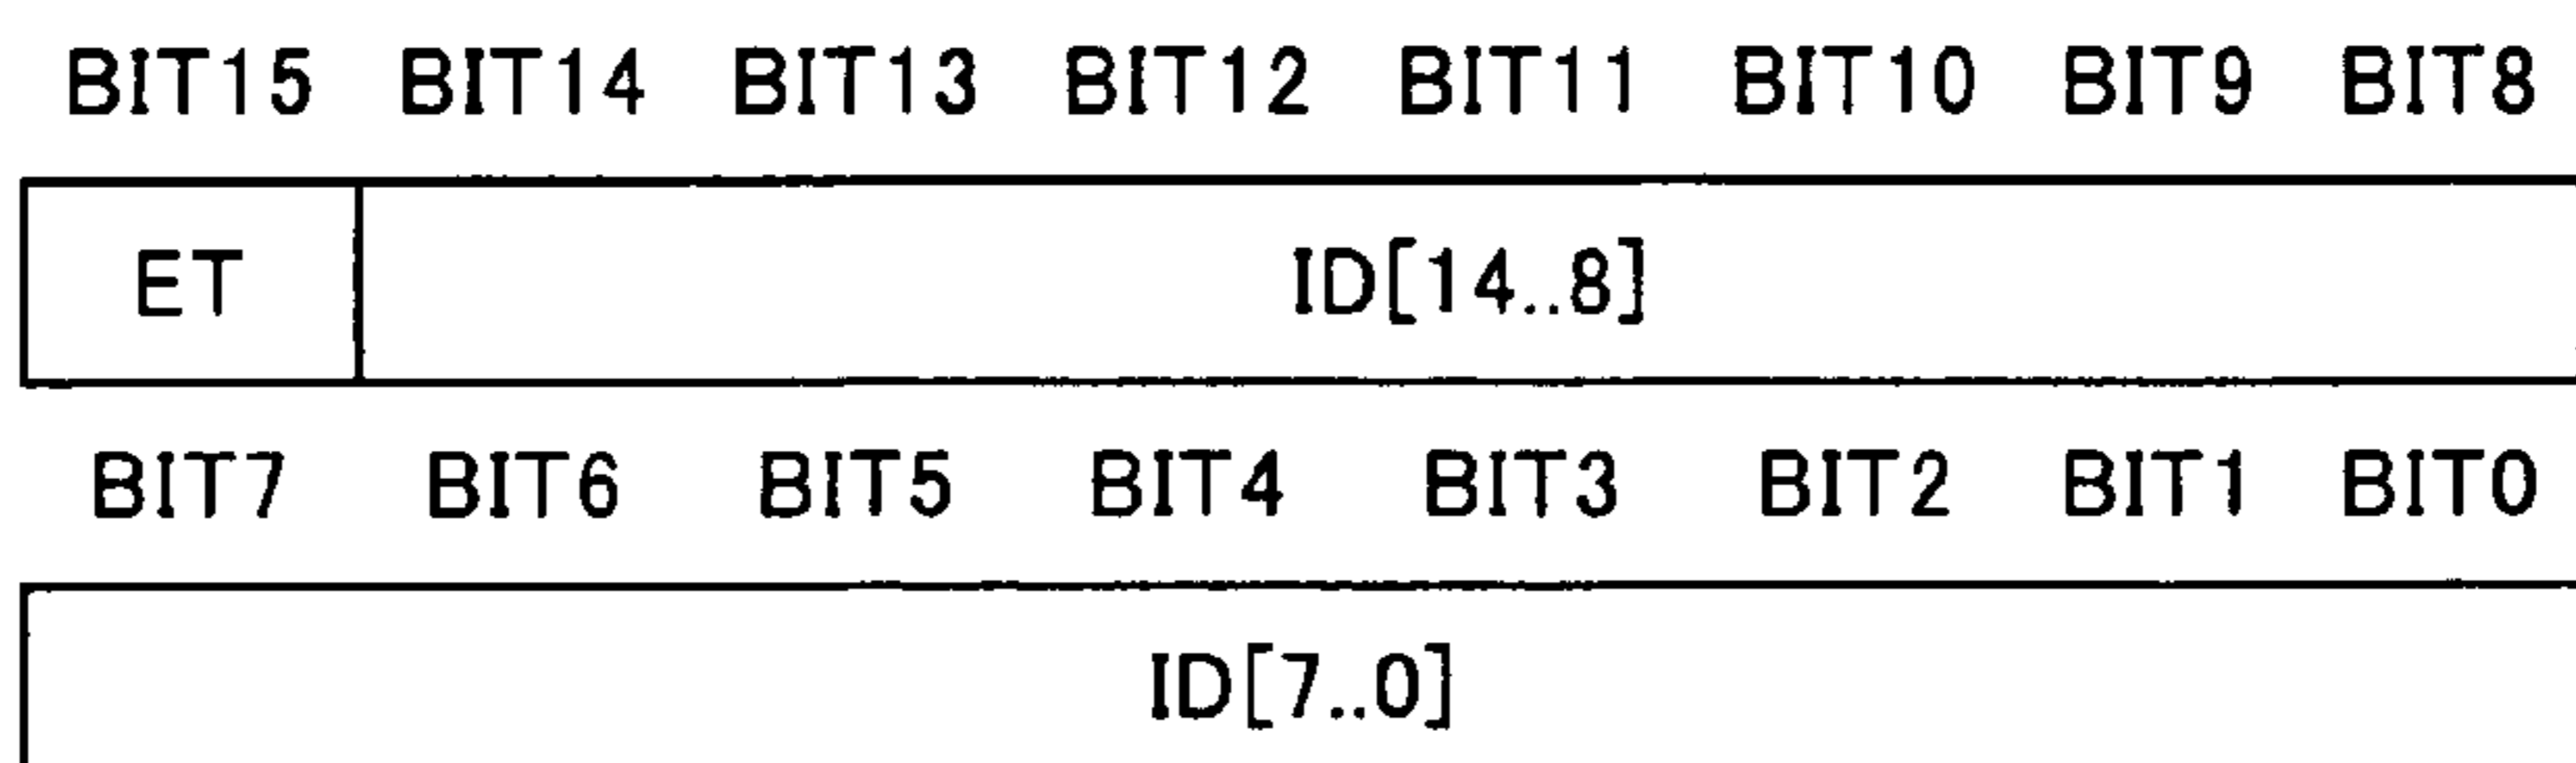 BIT15 BIT14 BIT13 BIT12 BIT11 BIT10 BIT9 BIT8
ET ID[14..8]
BIT7 BIT6 BIT5 BIT4 BIT3 BIT2 BIT1 BIT0
ID[7..0]